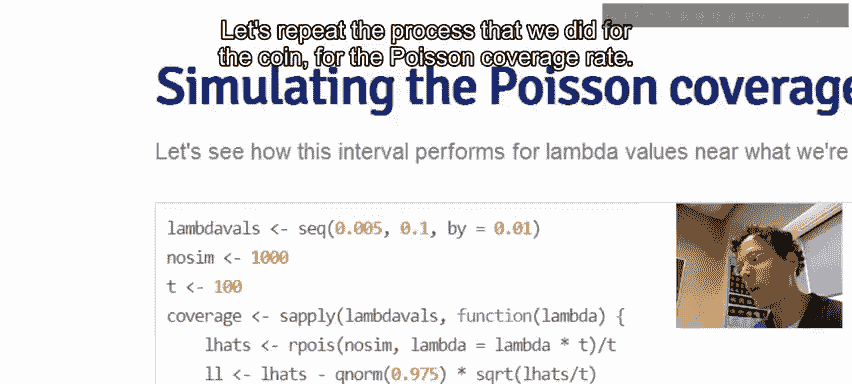 Let's repeat the process that we did for
the coin, for the Poisson coverage rate.
Simulating the Poisson coverage
Let's see how this interval performs for lambda values near what we're
lambdavals <- seq(0.005, 0.1, by = 0.01)
nosim <- 1000
t <- 100
coverage <- sapply(lambdavals, function(lambda) {
lhats <- rpois(nosim, lambda = lambda * t)/t
ll <- lhats - qnorm(0.975) * sqrt(lhats/t)